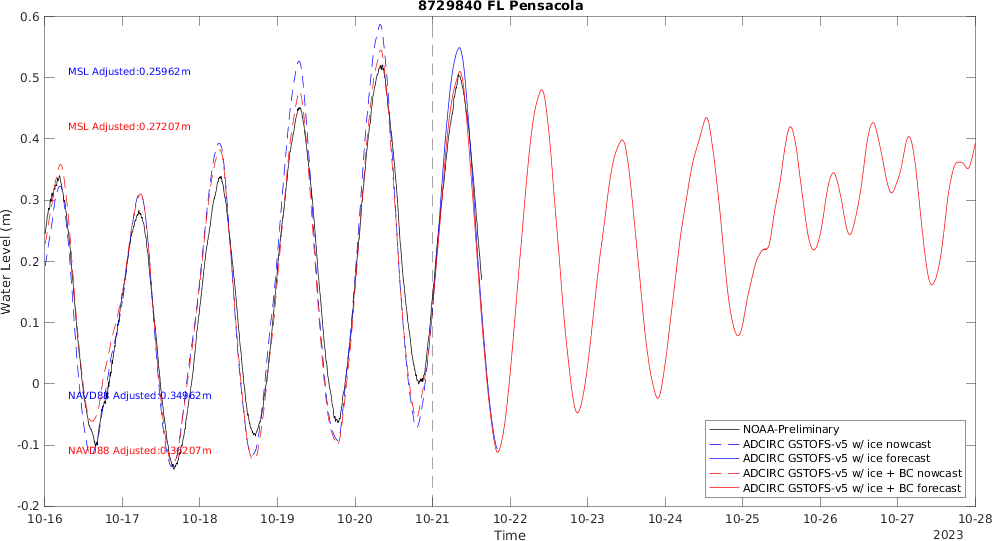 8729840 FL Pensacola
0.6
0.5
0.4
0.3
0.2
0.1
0
-0.1
-0.2
Water Level (m)
MSL Adjusted:0.25962m
MSL Adjusted:0.27207m
NAVD88 Adjusted:0.34962m
NAVD88 Adjusted:0.36207m
NOAA-Preliminary
ADCIRC GSTOFS-v5 w/ ice nowcast
ADCIRC GSTOFS-v5 w/ ice forecast
ADCIRC GSTOFS-v5 w/ ice + BC nowcast
ADCIRC GSTOFS-v5 w/ ice + BC forecast
10-16 10-17 10-18 10-19 10-20 10-21 10-22 10-23 10-24 10-25 10-26 10-27 10-28
Time
2023